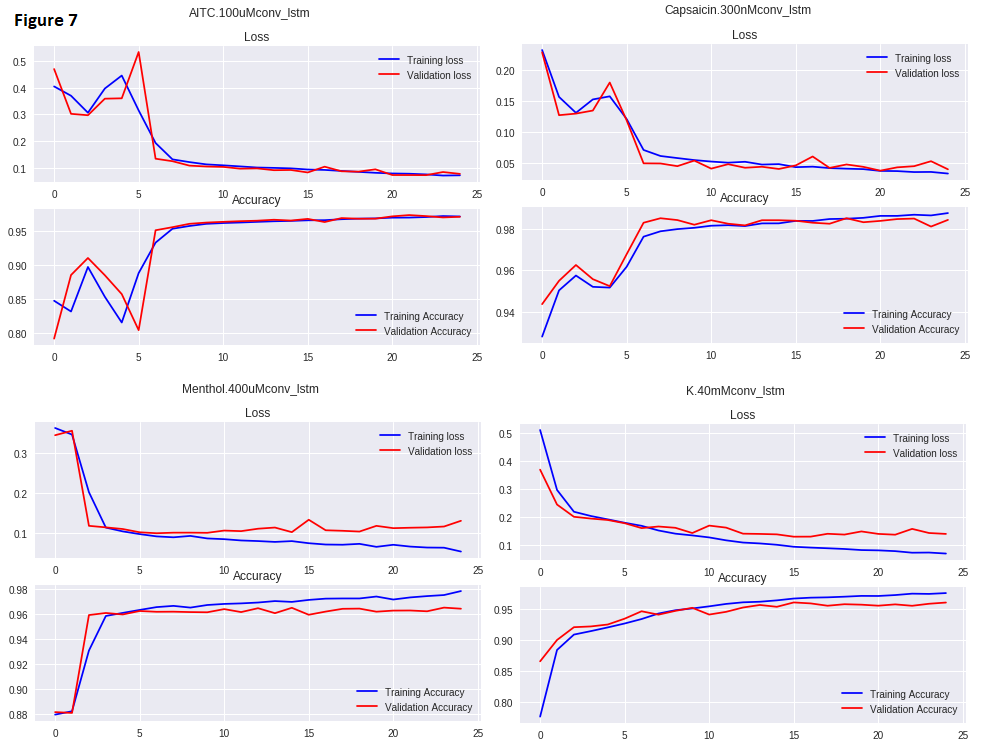 Figure 7
AITC.100uMconv_lstm
Loss
Training loss
Validation loss
0.5
0.4
0.3
0.2
0.1
0 5 10 15 20 25
Accuracy
0.95
0.90
0.85
0.80
Training Accuracy
Validation Accuracy
0 5 10 15 20 25
Capsaicin.300nMconv_lstm
Loss
Training loss
Validation loss
0.20
0.15
0.10
0.05
0 5 10 15 20 25
Accuracy
0.98
0.96
0.94
Training Accuracy
Validation Accuracy
0 5 10 15 20 25
Menthol.400uMconv_lstm
Loss
Training loss
Validation loss
0.3
0.2
0.1
0 5 10 15 20 25
Accuracy
0.98
0.96
0.94
0.92
0.90
0.88
Training Accuracy
Validation Accuracy
0 5 10 15 20 25
K.40mMconv_lstm
Loss
Training loss
Validation loss
0.5
0.4
0.3
0.2
0.1
0 5 10 15 20 25
Accuracy
0.95
0.90
0.85
0.80
Training Accuracy
Validation Accuracy
0 5 10 15 20 25